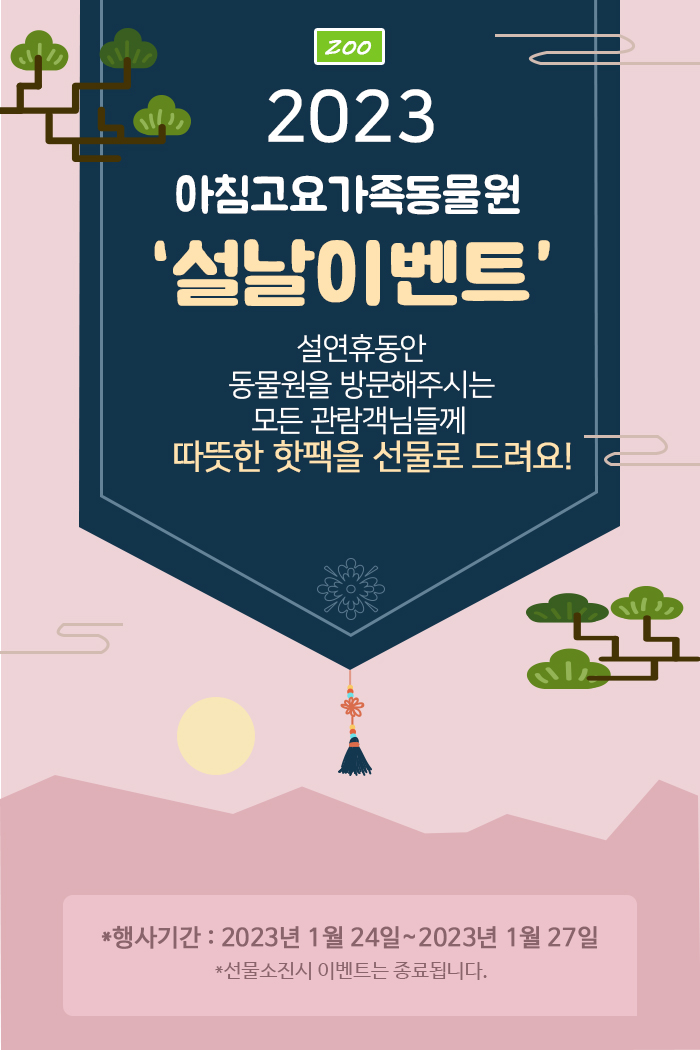 ZOO
2023
아침고요가족동물원
‘설날이벤트’
설연휴동안
동물원을 방문해주시는
모든 관람객님들께
따뜻한 핫팩을 선물로 드려요!
*행사기간 : 2023년 1월 24일~2023년 1월 27일
*선물소진시 이벤트는 종료됩니다.